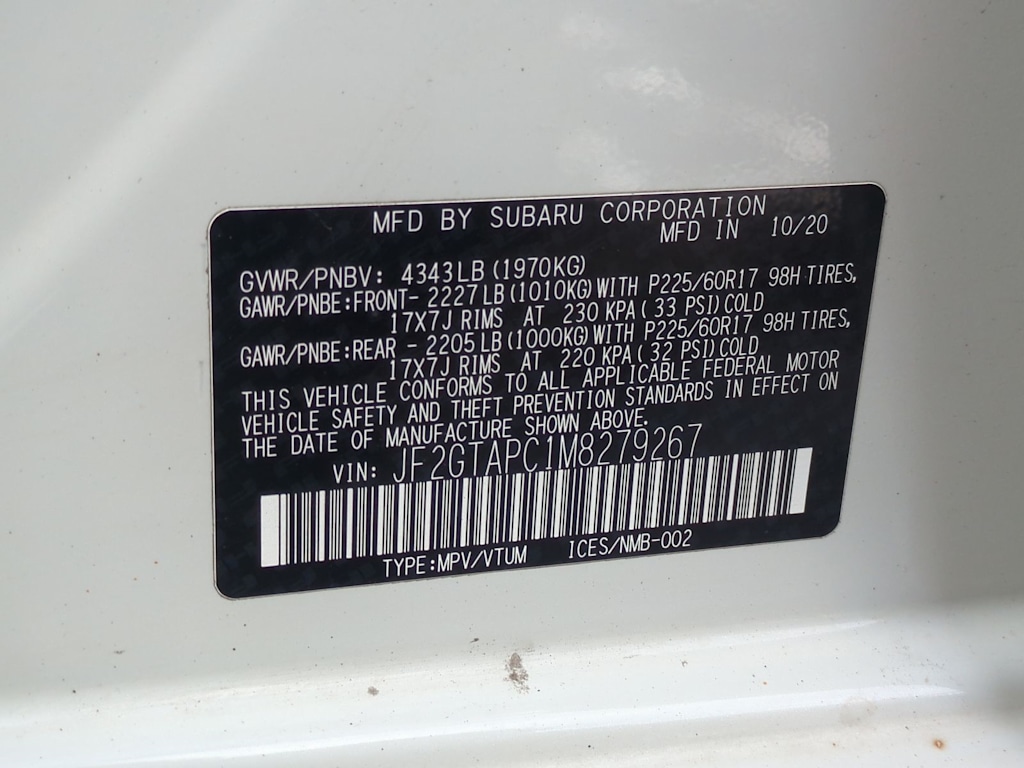 MFD BY SUBARU CORPORATION
MFD IN 10/20
GVWR/PNBV: 4343LB (1970KG)
GAWR/PNBE:FRONT- 2227LB (1010KG) WITH P225/60R17 98H TIRES,
17X7J RIMS AT 230 KPA (33 PSI) COLD
GAWR/PNBE:REAR - 2205LB (1000KG) WITH P225/60R17 98H TIRES,
17X7J RIMS AT 220 KPA (32 PSI) COLD
THIS VEHICLE CONFORMS TO ALL APPLICABLE FEDERAL MOTOR
VEHICLE SAFETY AND THEFT PREVENTION STANDARDS IN EFFECT ON
THE DATE OF MANUFACTURE SHOWN ABOVE.
VIN: JF2GTAPC1M8279267
TYPE:MPV/VTUM ICES/NMB-002